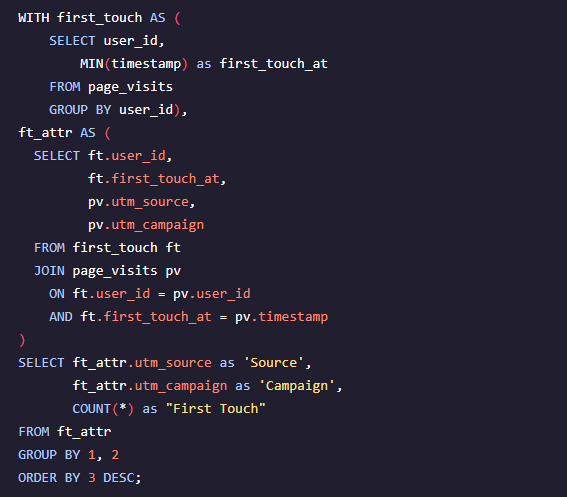 WITH first_touch AS (
    SELECT user_id,
        MIN(timestamp) as first_touch_at
    FROM page_visits
    GROUP BY user_id),
ft_attr AS (
  SELECT ft.user_id,
         ft.first_touch_at,
         pv.utm_source,
         pv.utm_campaign
  FROM first_touch ft
  JOIN page_visits pv
    ON ft.user_id = pv.user_id
    AND ft.first_touch_at = pv.timestamp
)
SELECT ft_attr.utm_source as 'Source',
       ft_attr.utm_campaign as 'Campaign',
       COUNT(*) as "First Touch"
FROM ft_attr
GROUP BY 1, 2
ORDER BY 3 DESC;